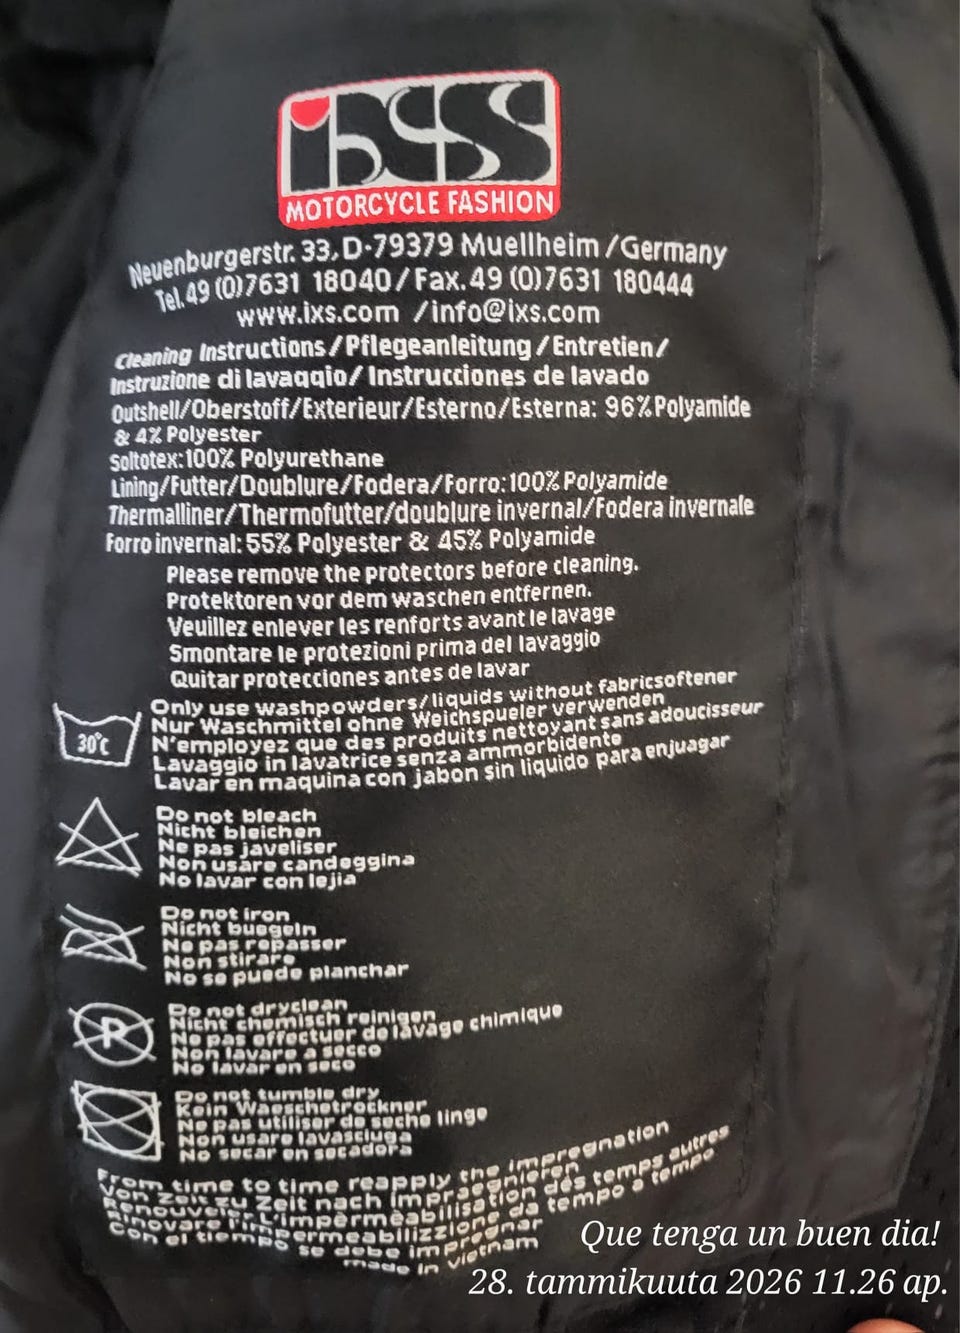 iXS
MOTORCYCLE FASHION
Neuenburgerstr. 33, D-79379 Muellheim /Germany
Tel. 49 (0)7631 18040 / Fax. 49 (0)7631 180444
www.ixs.com / info@ixs.com
Cleaning Instructions / Pflegeanleitung / Entretien /
Instruzione di lavaggio/ Instrucciones de lavado
Outshell/Oberstoff/Exterieur/Esterno/Esterna: 96% Polyamide
& 4% Polyester
Soltotex: 100% Polyurethane
Lining/Futter/Doublure/Fodera/Forro: 100% Polyamide
Thermalliner/Thermofutter/doublure invernal/Fodera invernale
Forro invernal: 55% Polyester & 45% Polyamide
Please remove the protectors before cleaning.
Protektoren vor dem waschen entfernen.
Veuillez enlever les renforts avant le lavage
Smontare le protezioni prima del lavaggio
Quitar protecciones antes de lavar
30°C
Only use washpowders/liquids without fabricsoftener
Nur Waschmittel ohne Weichspueler verwenden
N'employez que des produits nettoyant sans adoucisseur
Lavaggio in lavatrice senza ammorbidente
Lavar en maquina con jabon sin liquido para enjuagar
Do not bleach
Nicht bleichen
Ne pas javeliser
Non usare candeggina
No lavar con lejia
Do not iron
Nicht buegeln
Ne pas repasser
Non stirare
No se puede planchar
P
Do not dryclean
Nicht chemisch reinigen
Ne pas effectuer de lavage chimique
Non lavare a secco
No lavar en seco
Do not tumble dry
Kein Waeschetrockner
Ne pas utiliser de seche linge
Non usare lavasciuga
No secar en secadora
From time to time reapply the impregnation
Von Zeit zu Zeit nach impraegnieren
Renouveler L'impermèabilisation dés temps autres
Rinovare l'impermeabilizzione da tempo a tempo
Con el tiempo se debe impregnar
made in vietnam
Que tenga un buen dia!
28. tammikuuta 2026 11.26 ap.